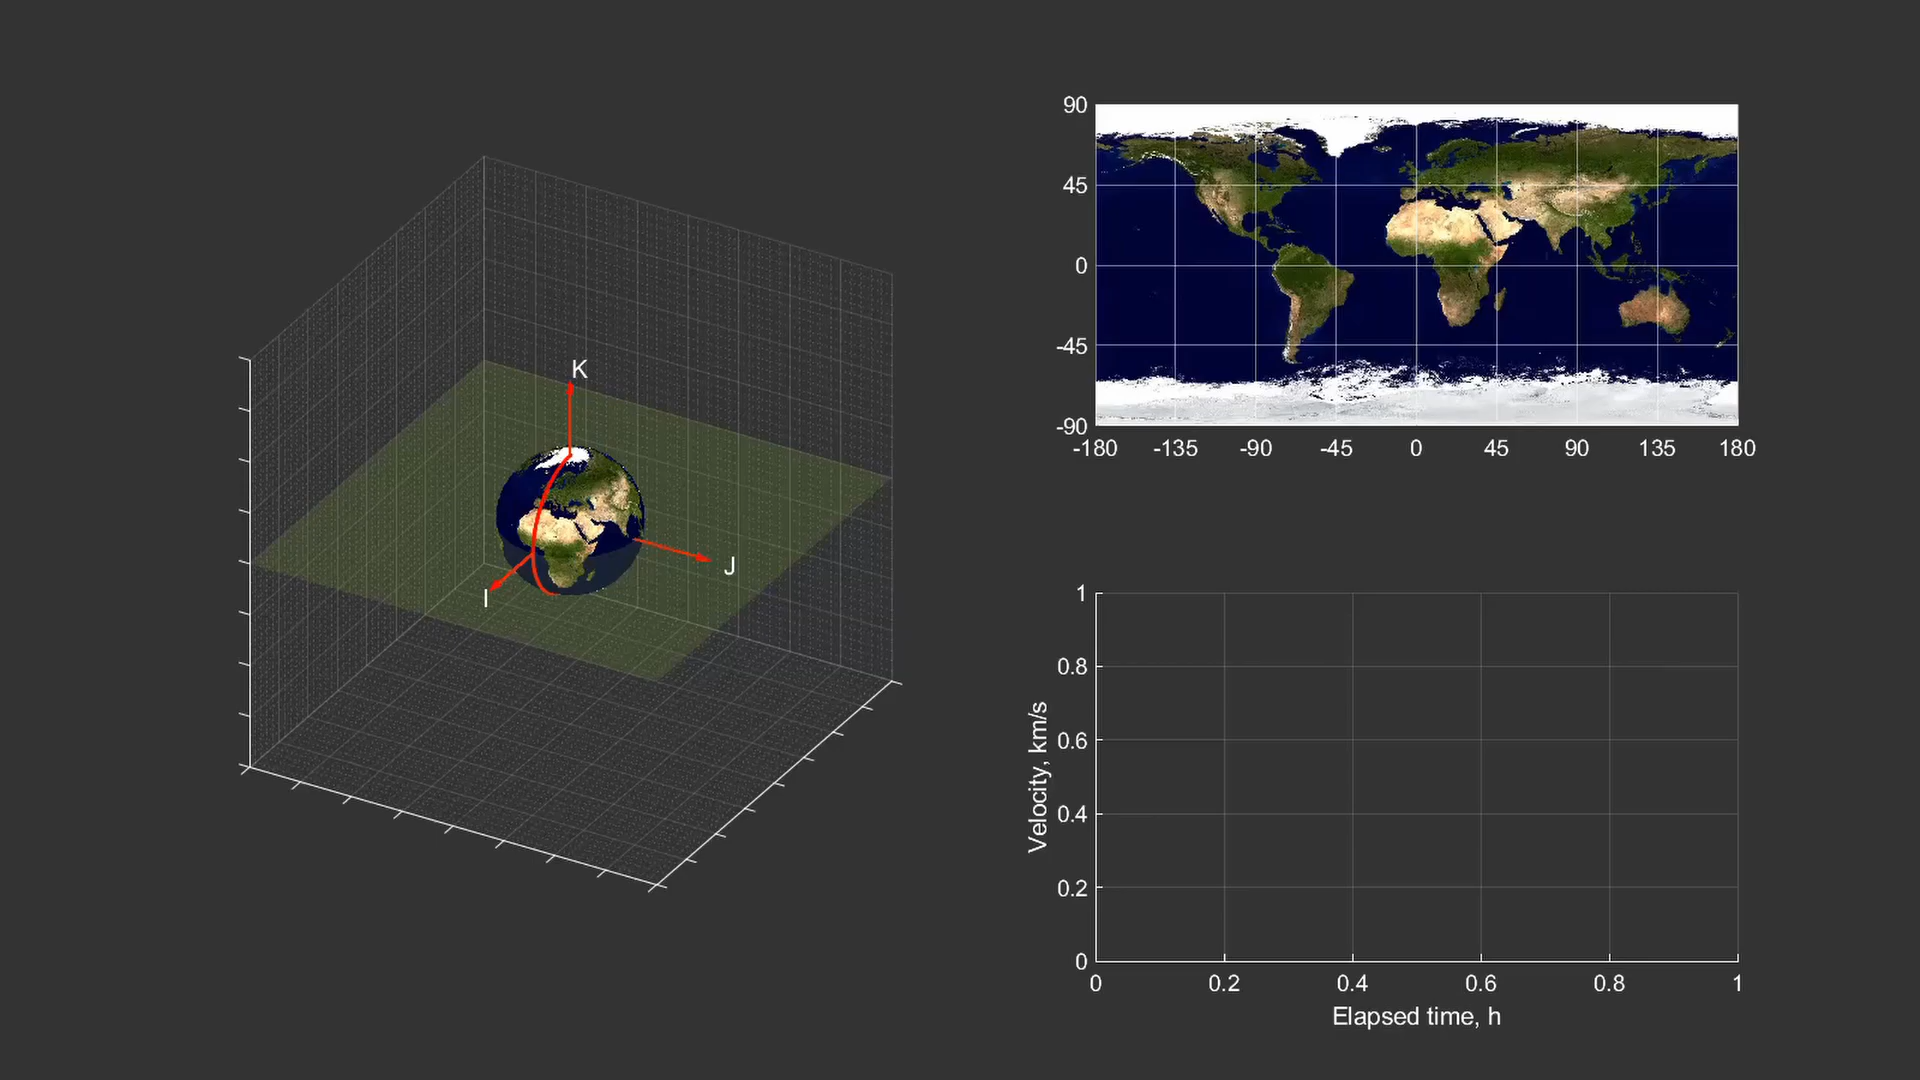 K
J
I
90
45
0
-45
-90
-180 -135 -90 -45 0 45 90 135 180
1
0.8
0.6
0.4
0.2
0
Velocity, km/s
0 0.2 0.4 0.6 0.8 1
Elapsed time, h